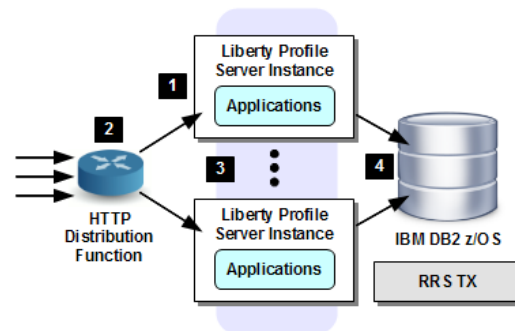 Liberty Profile
Server Instance
Applications
1
2
HTTP
Distribution
Function
3
Liberty Profile
Server Instance
Applications
4
IBM DB2 z/OS
RRS TX